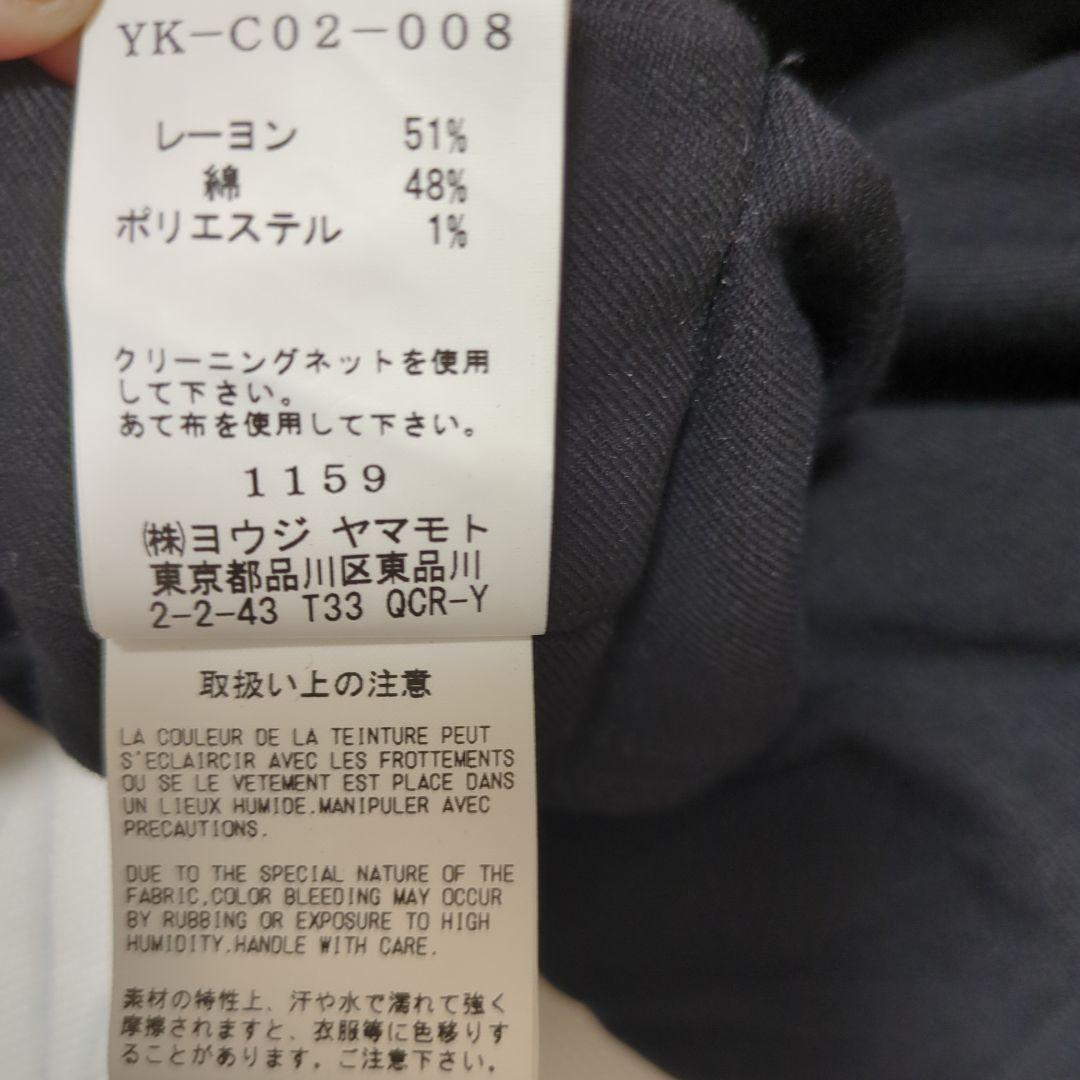 YK-C02-008
レーヨン 51%
綿 48%
ポリエステル 1%
クリーニングネットを使用
して下さい。
あて布を使用して下さい。
1159
㈱ヨウジ ヤマモト
東京都品川区東品川
2-2-43 T33 QCR-Y
取扱い上の注意
LA COULEUR DE LA TEINTURE PEUT
S'ECLAIRCIR AVEC LES FROTTEMENTS
OU SE LE VETEMENT EST PLACE DANS
UN LIEUX HUMIDE.MANIPULER AVEC
PRECAUTIONS.
DUE TO THE SPECIAL NATURE OF THE
FABRIC,COLOR BLEEDING MAY OCCUR
BY RUBBING OR EXPOSURE TO HIGH
HUMIDITY.HANDLE WITH CARE.
素材の特性上、汗や水で濡れて強く
摩擦されますと、衣服等に色移りす
ることがあります。ご注意下さい。